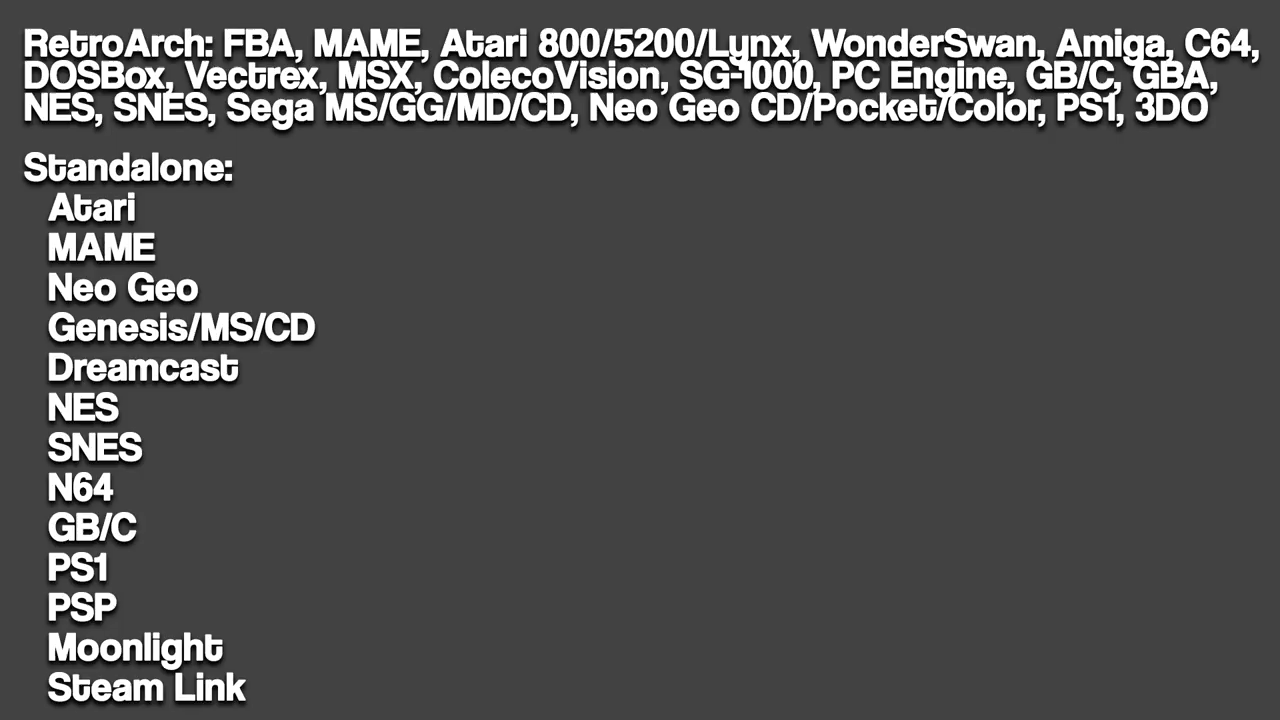 RetroArch: FBA, MAME, Atari 800/5200/Lynx, WonderSwan, Amiga, C64,
DOSBox, Vectrex, MSX, ColecoVision, SG-1000, PC Engine, GB/C, GBA,
NES, SNES, Sega MS/GG/MD/CD, Neo Geo CD/Pocket/Color, PS1, 3DO
Standalone:
Atari
MAME
Neo Geo
Genesis/MS/CD
Dreamcast
NES
SNES
N64
GB/C
PS1
PSP
Moonlight
Steam Link